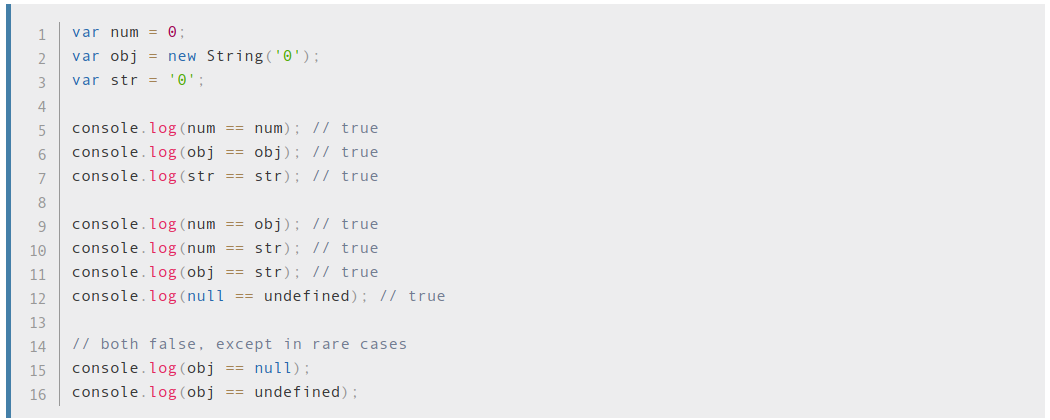 1 var num = 0;
2 var obj = new String('0');
3 var str = '0';
4
5 console.log(num == num); // true
6 console.log(obj == obj); // true
7 console.log(str == str); // true
8
9 console.log(num == obj); // true
10 console.log(num == str); // true
11 console.log(obj == str); // true
12 console.log(null == undefined); // true
13
14 // both false, except in rare cases
15 console.log(obj == null);
16 console.log(obj == undefined);